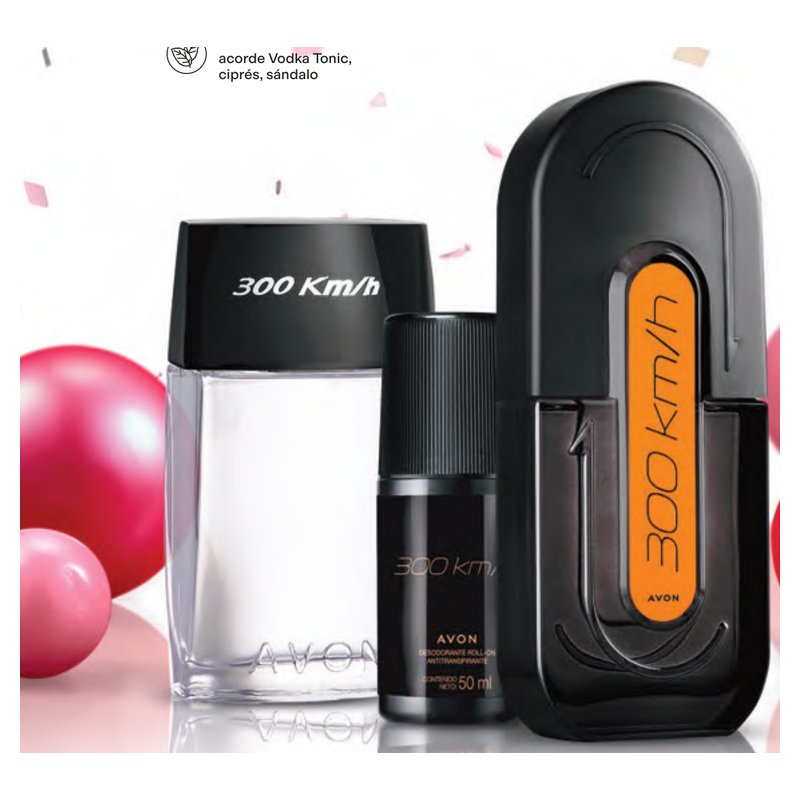 acorde Vodka Tonic,
ciprés, sándalo
300 Km/h
AVON
300 km/
AVON
DESODORANTE ROLL-ON
ANTITRANSPIRANTE
CONTENIDO
NETO: 50 ml
300 km/h
AVON